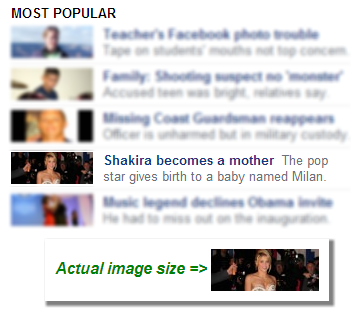 MOST POPULAR
Teacher's Facebook photo trouble
Tape on students' mouths not top concern.
Family: Shooting suspect no 'monster'
Accused teen was bright, relatives say.
Missing Coast Guardsman reappears
Officer is unharmed but in military custody.
Shakira becomes a mother The pop
star gives birth to a baby named Milan.
Music legend declines Obama invite
He had to miss out on the inauguration.
Actual image size =>